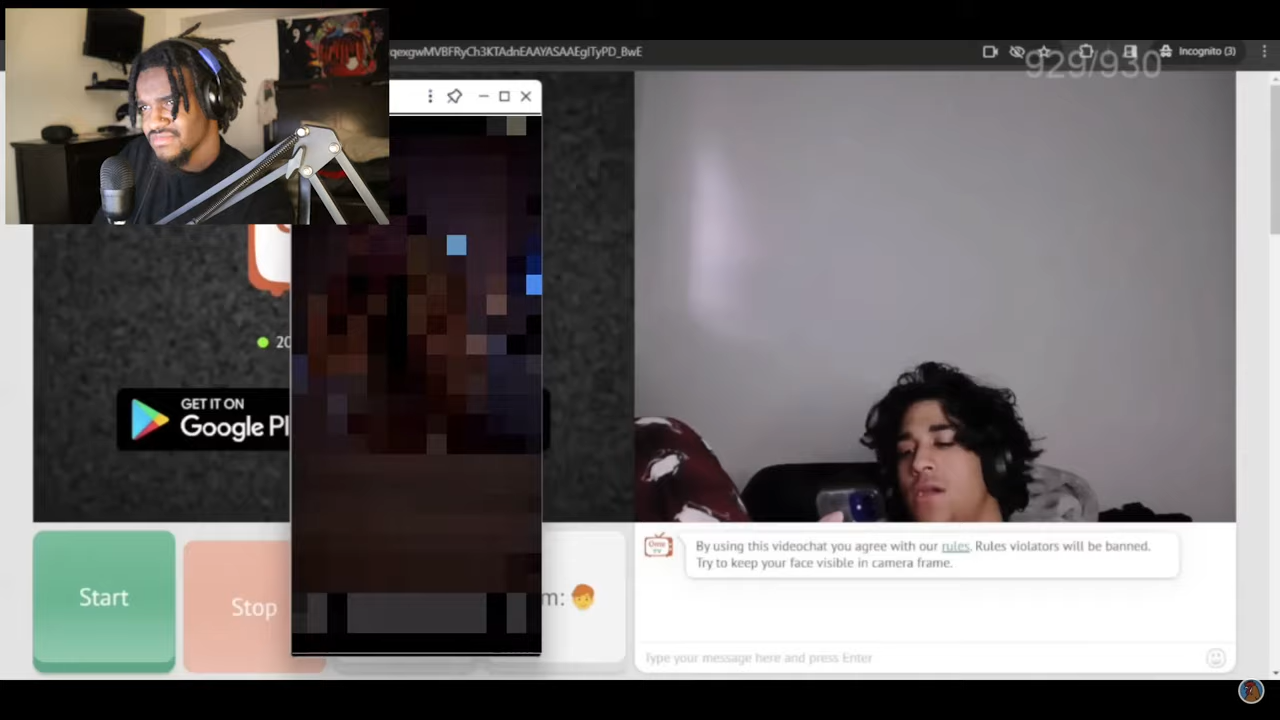 qexgwMVBFRyCh3KTAdnEAAYASAAEgITyPD_BwE
Incognito (3)
929/930
20
GET IT ON
Google Pl
Start
Stop
m:
By using this videochat you agree with our rules. Rules violators will be banned.
Try to keep your face visible in camera frame.
Type your message here and press Enter